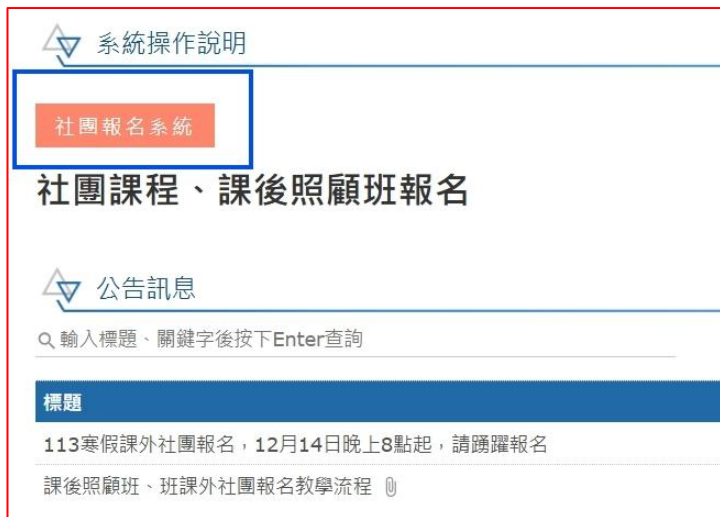 系統操作說明
社團報名系統
社團課程、課後照顧班報名
公告訊息
輸入標題、關鍵字後按下Enter查詢
標題
113寒假課外社團報名，12月14日晚上8點起，請踴躍報名
課後照顧班、班課外社團報名教學流程